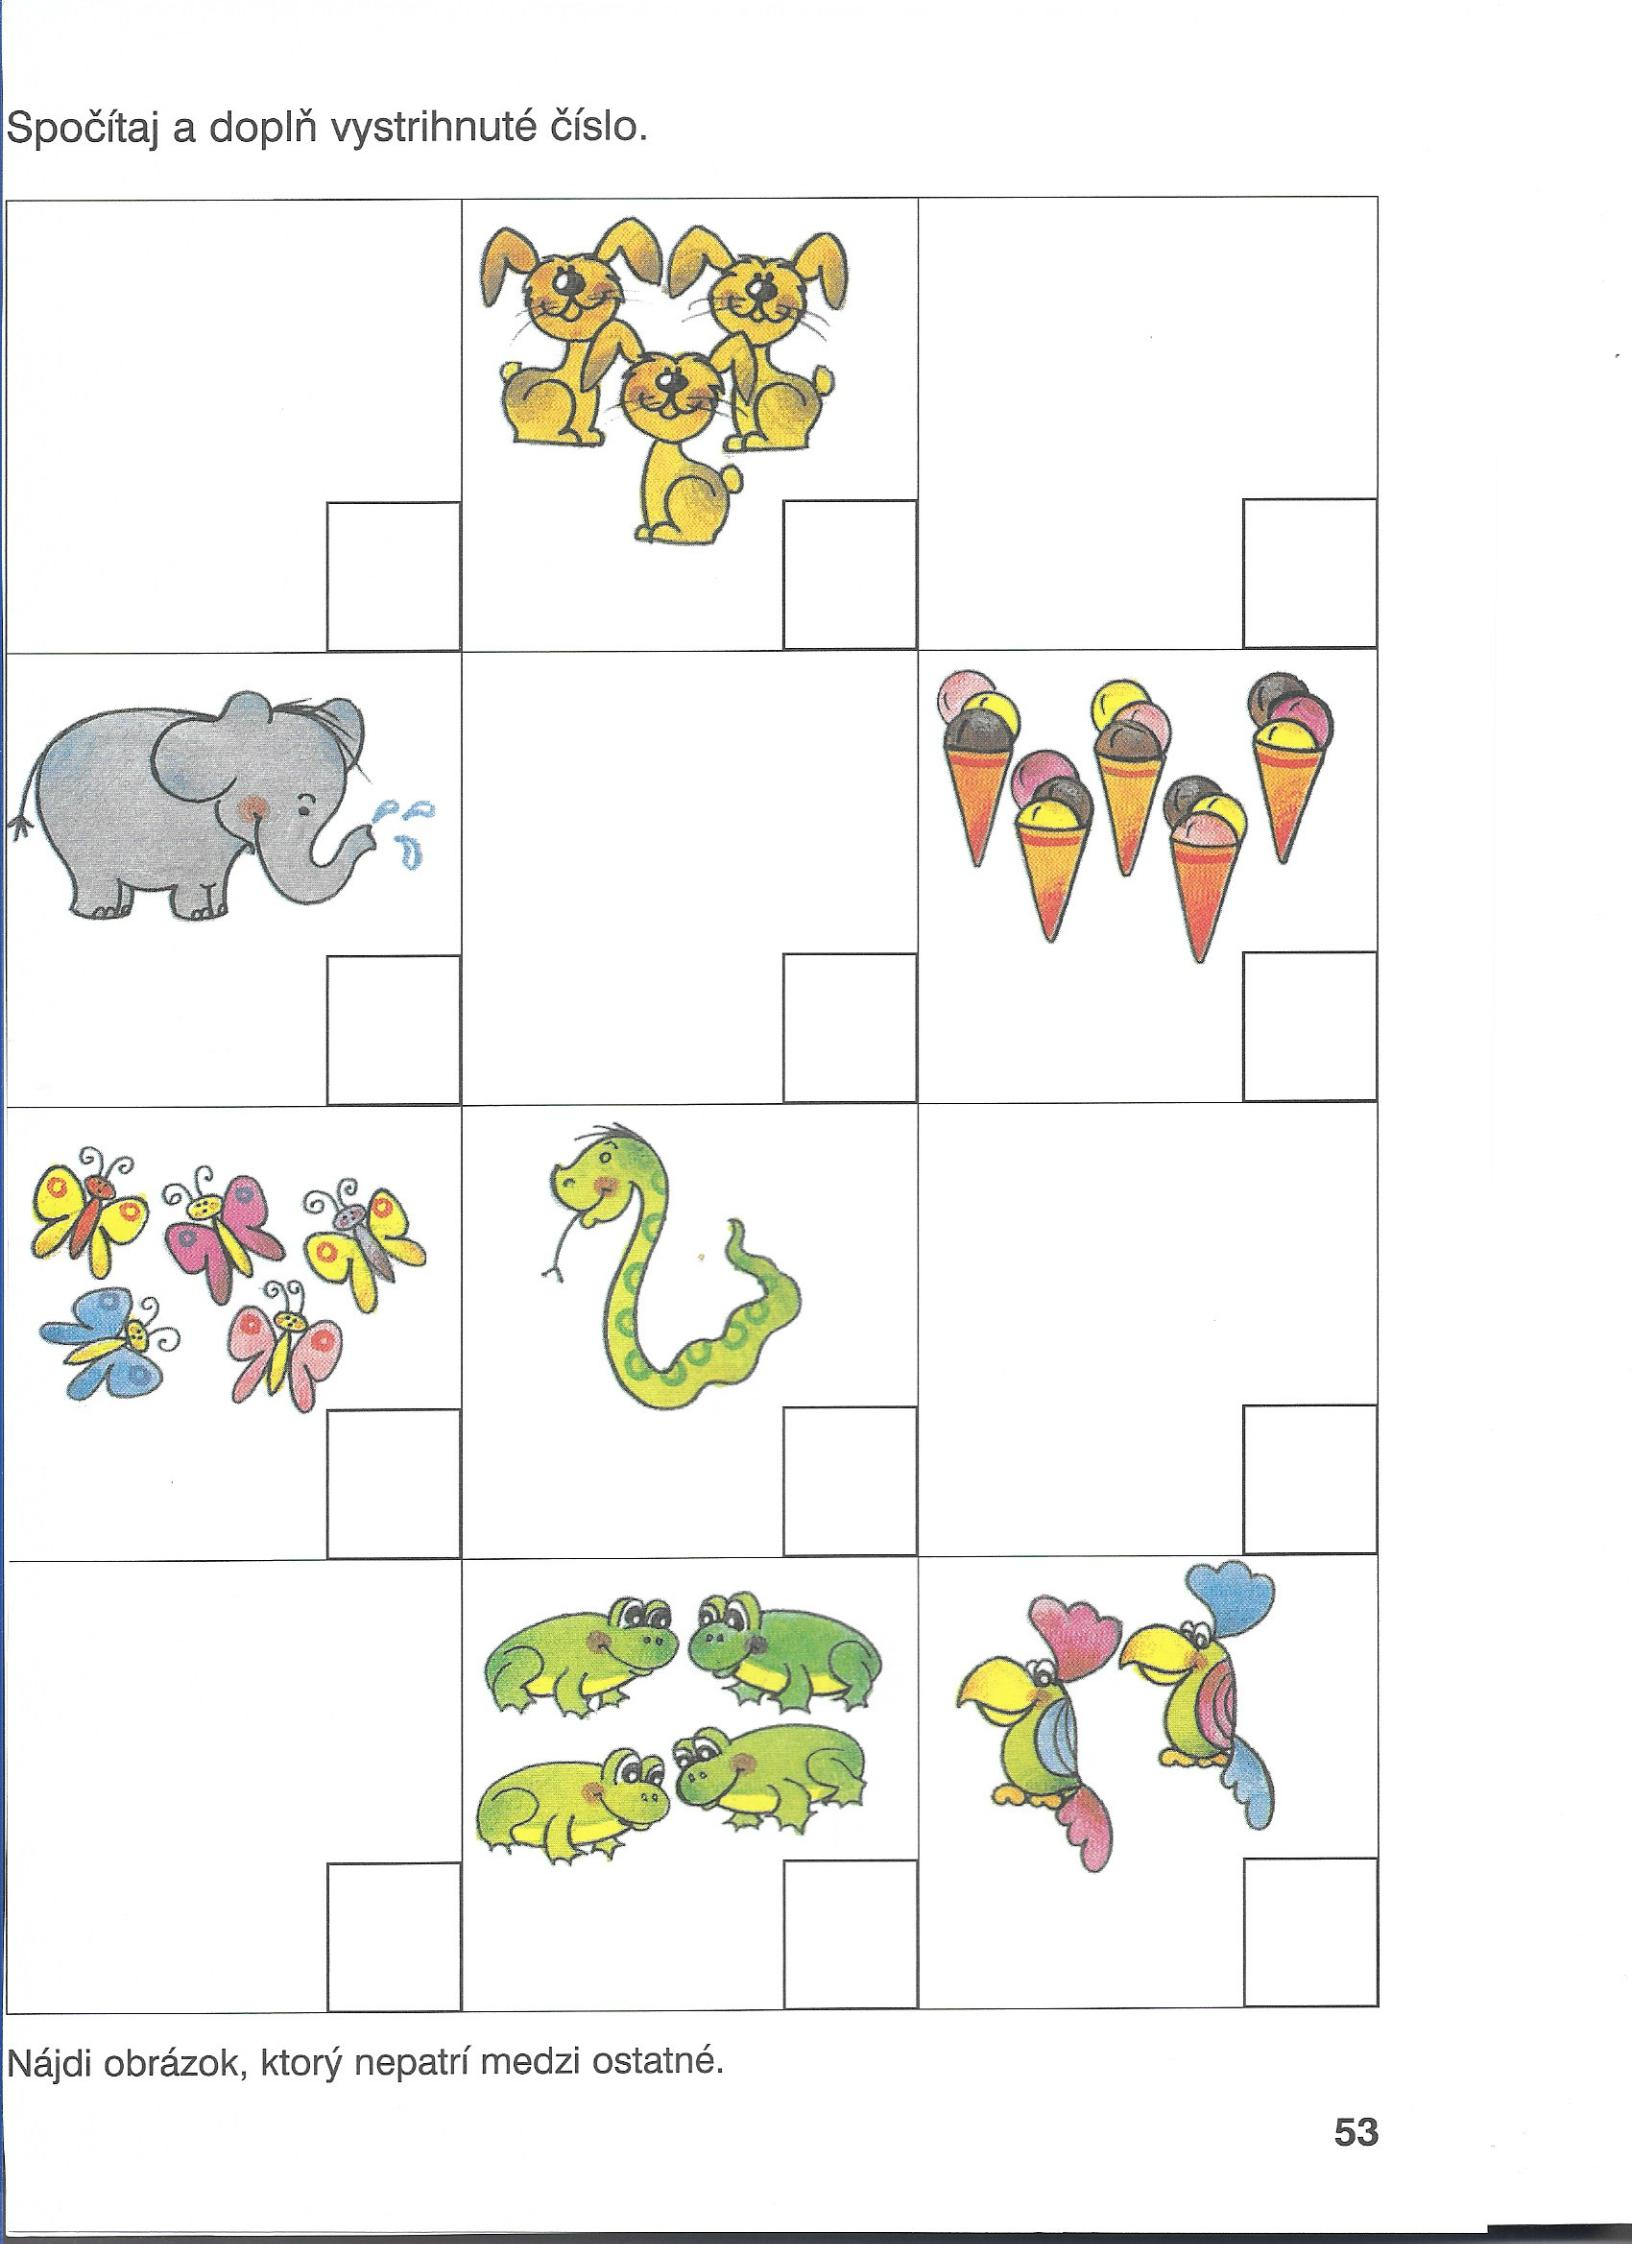 Spočítaj a doplň vystrihnuté číslo.
Nájdi obrázok, ktorý nepatrí medzi ostatné.
53